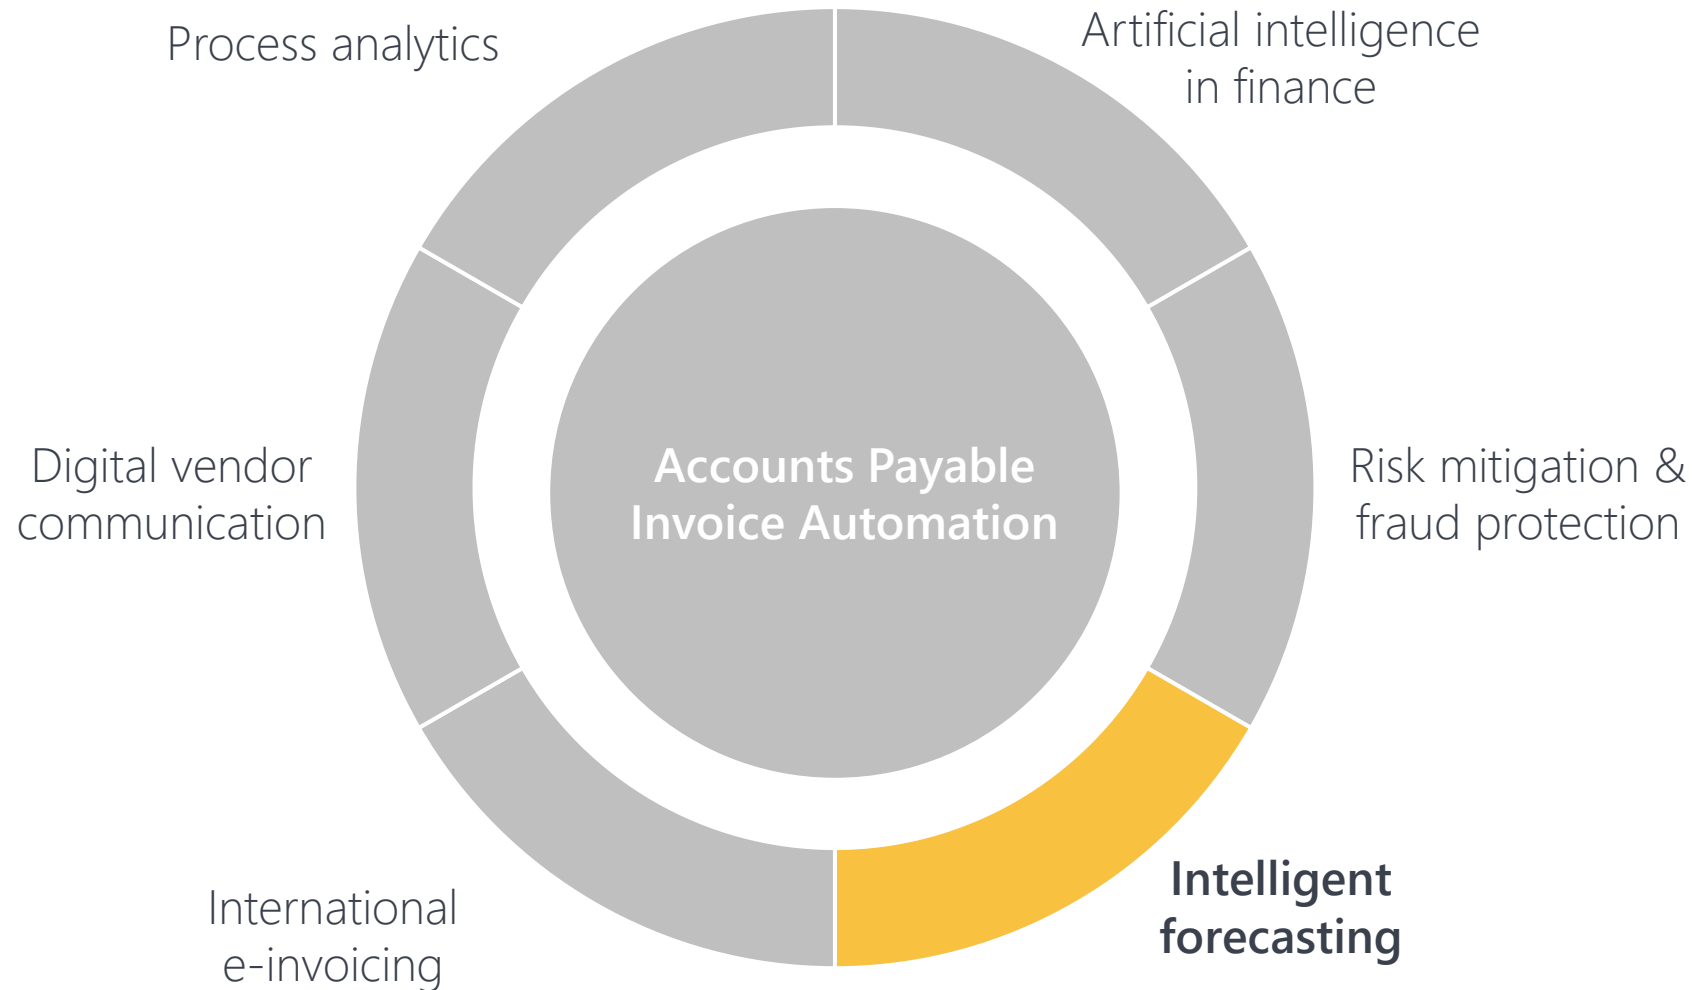 Process analytics
Artificial intelligence
in finance
Digital vendor
communication
Accounts Payable
Invoice Automation
Risk mitigation &
fraud protection
International
e-invoicing
Intelligent
forecasting